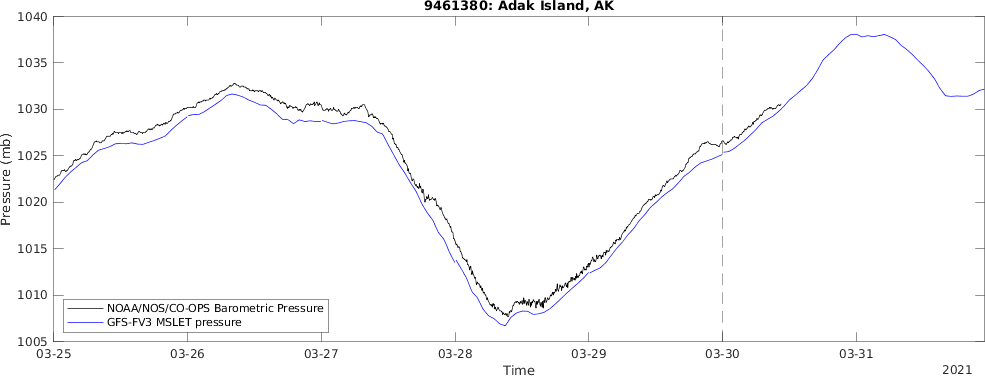 9461380: Adak Island, AK
1040
1035
1030
1025
1020
1015
1010
1005
Pressure (mb)
NOAA/NOS/CO-OPS Barometric Pressure
GFS-FV3 MSLET pressure
03-25 03-26 03-27 03-28 03-29 03-30 03-31
Time
2021